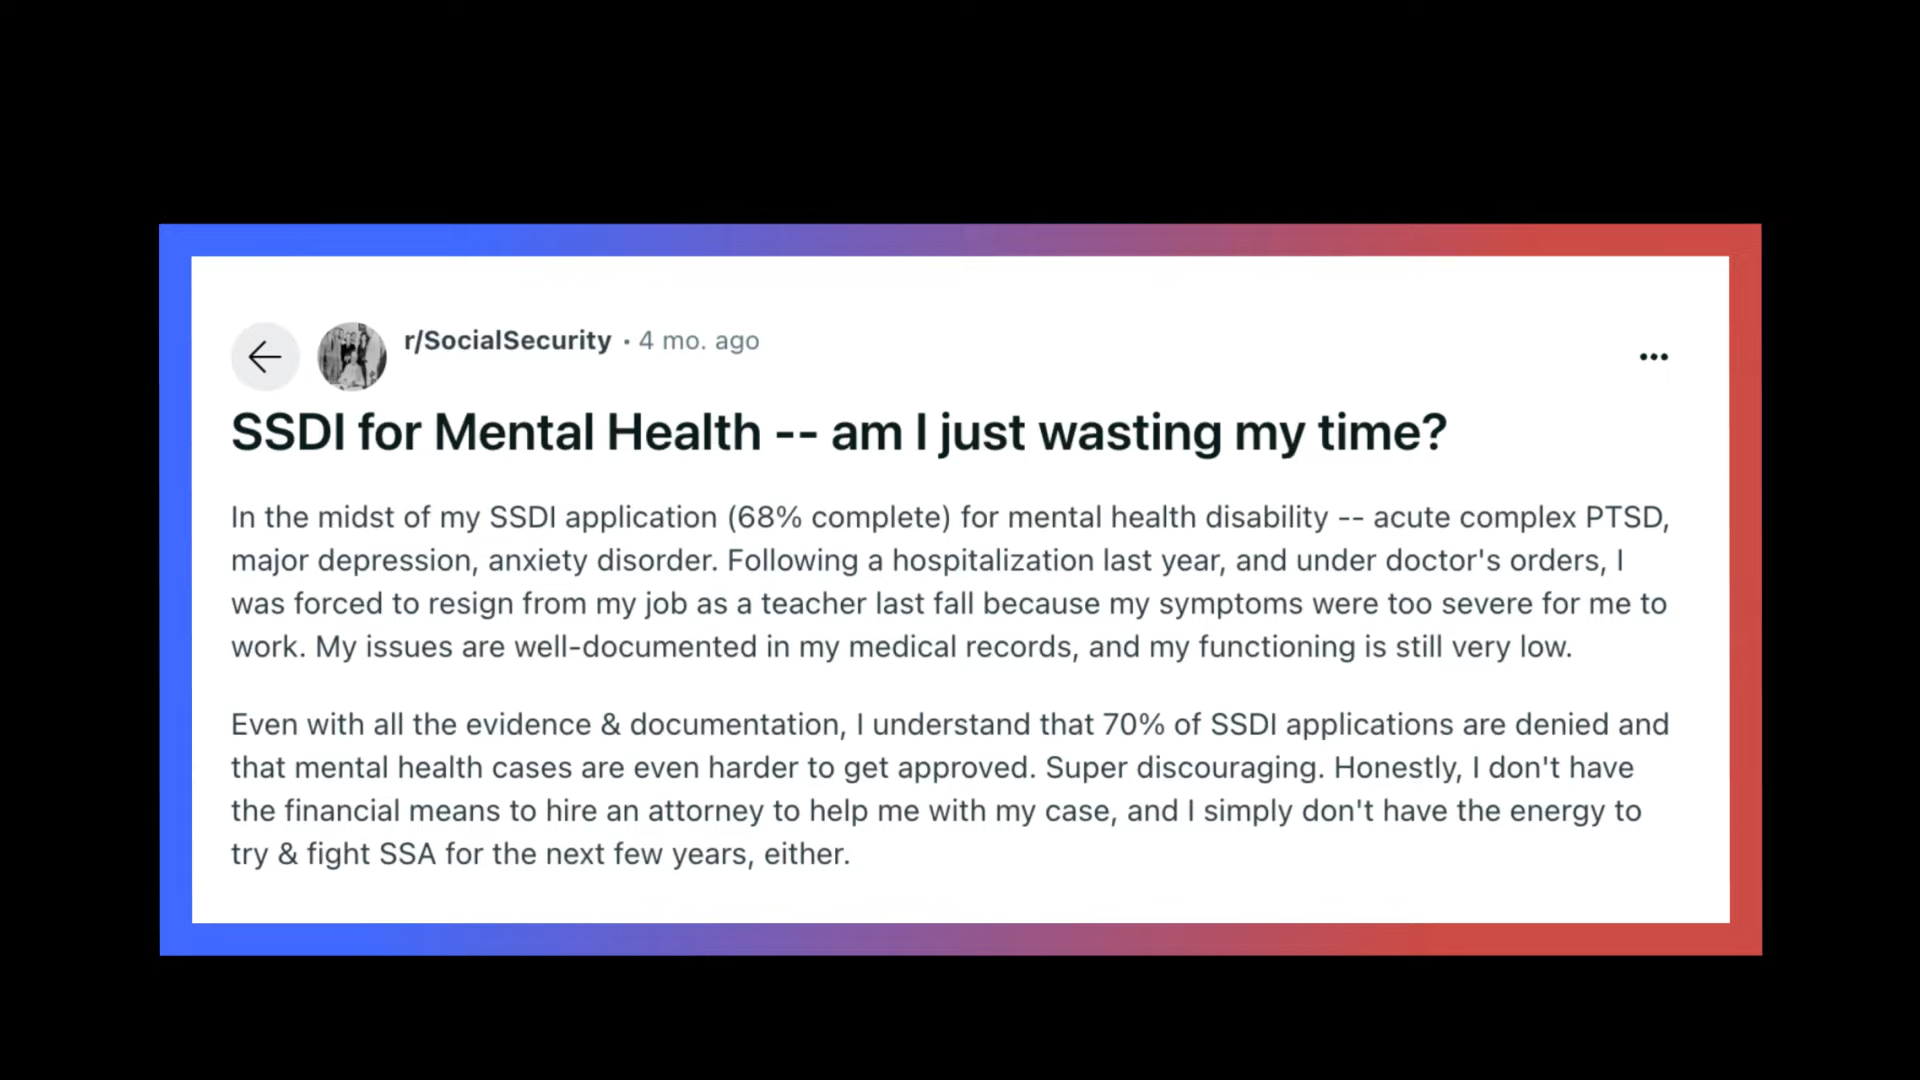 r/SocialSecurity • 4 mo. ago
SSDI for Mental Health -- am I just wasting my time?
In the midst of my SSDI application (68% complete) for mental health disability -- acute complex PTSD,
major depression, anxiety disorder. Following a hospitalization last year, and under doctor's orders, I
was forced to resign from my job as a teacher last fall because my symptoms were too severe for me to
work. My issues are well-documented in my medical records, and my functioning is still very low.
Even with all the evidence & documentation, I understand that 70% of SSDI applications are denied and
that mental health cases are even harder to get approved. Super discouraging. Honestly, I don't have
the financial means to hire an attorney to help me with my case, and I simply don't have the energy to
try & fight SSA for the next few years, either.